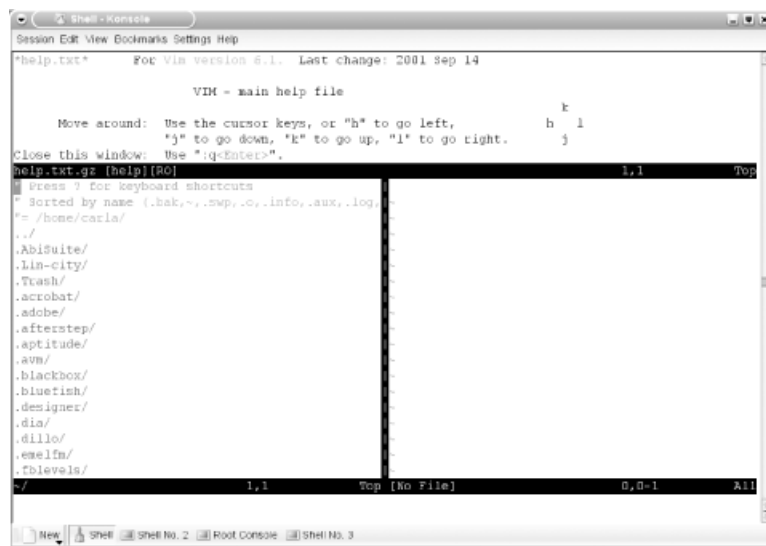 Shell - Konsole
Session Edit View Bookmarks Settings Help
*help.txt* For Vim version 6.1. Last change: 2001 Sep 14
VIM - main help file
k
Move around: Use the cursor keys, or "h" to go left, h l
"j" to go down, "k" to go up, "l" to go right. j
Close this window: Use ":q<Enter>".
help.txt.gz [help][RO] 1,1 Top
" Press ? for keyboard shortcuts
" Sorted by name (.bak,~,.swp,.o,.info,.aux,.log,
"= /home/carla/
../
.AbiSuite/
.Lin-city/
.Trash/
.acrobat/
.adobe/
.afterstep/
.aptitude/
.avm/
.blackbox/
.bluefish/
.designer/
.dia/
.dillo/
.emelfm/
.fblevels/
~/ 1,1 Top [No File] 0,0-1 All
New Shell Shell No. 2 Root Console Shell No. 3